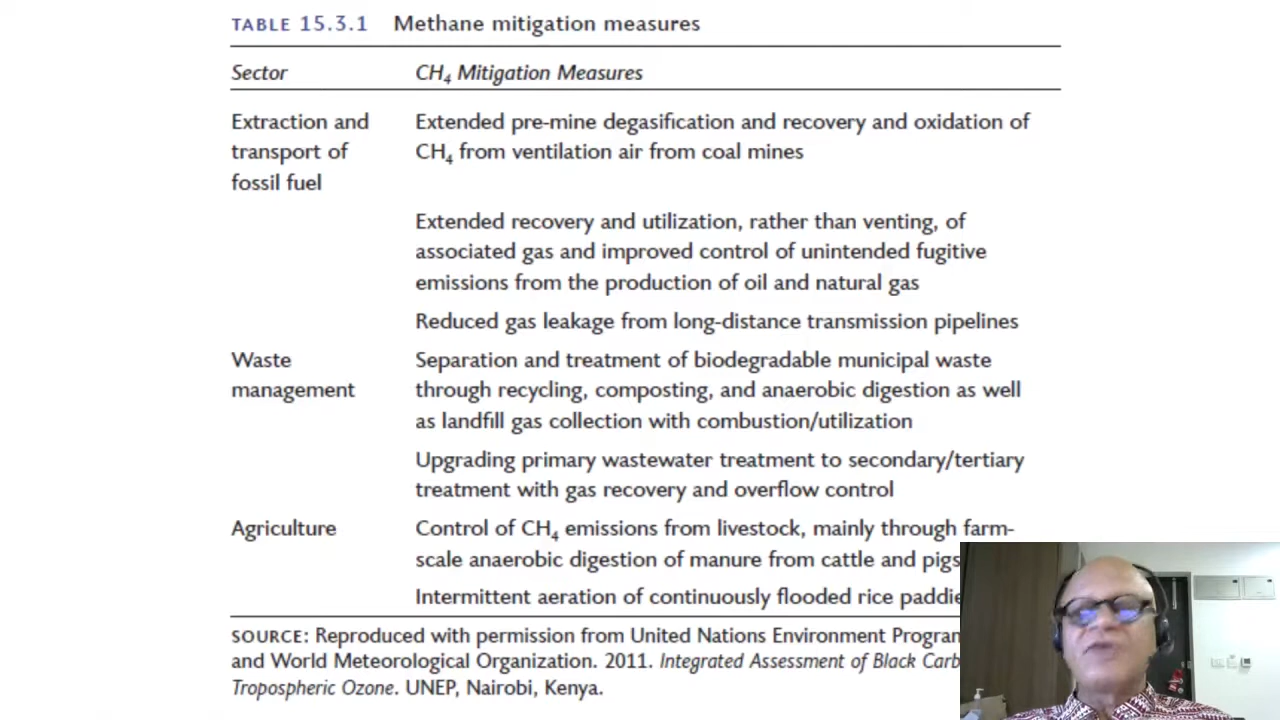 TABLE 15.3.1 Methane mitigation measures
Sector CH₄ Mitigation Measures
Extraction and Extended pre-mine degasification and recovery and oxidation of
transport of CH₄ from ventilation air from coal mines
fossil fuel
Extended recovery and utilization, rather than venting, of
associated gas and improved control of unintended fugitive
emissions from the production of oil and natural gas
Reduced gas leakage from long-distance transmission pipelines
Waste Separation and treatment of biodegradable municipal waste
management through recycling, composting, and anaerobic digestion as well
as landfill gas collection with combustion/utilization
Upgrading primary wastewater treatment to secondary/tertiary
treatment with gas recovery and overflow control
Agriculture Control of CH₄ emissions from livestock, mainly through farm-
scale anaerobic digestion of manure from cattle and pigs
Intermittent aeration of continuously flooded rice
SOURCE: Reproduced with permission from United Nations Environment
and World Meteorological Organization. 2011. Integrated Assessment of Black
Tropospheric Ozone. UNEP, Nairobi, Kenya.